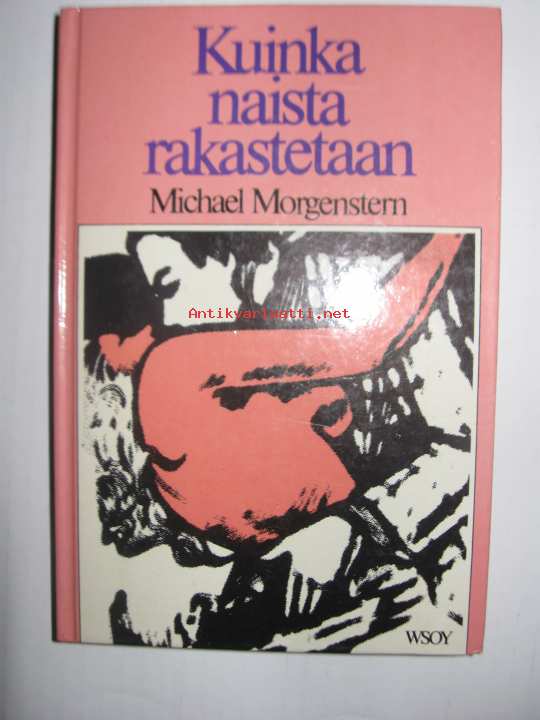 Kuinka
naista
rakastetaan
Michael Morgenstern
Antikvariaatti.net
WSOY